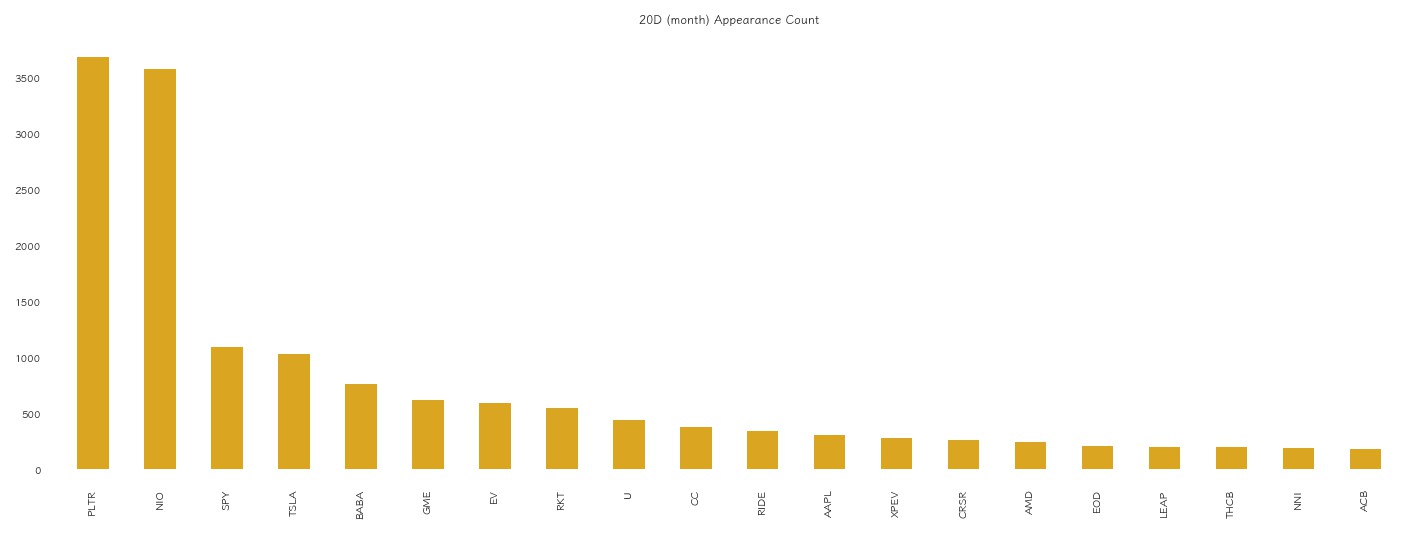 20D (month) Appearance Count
3500
3000
2500
2000
1500
1000
500
0
PLTR
NIO
SPY
TSLA
BABA
GME
EV
RKT
U
CC
RIDE
AAPL
XPEV
CRSR
AMD
EOD
LEAP
THCB
NNI
ACB